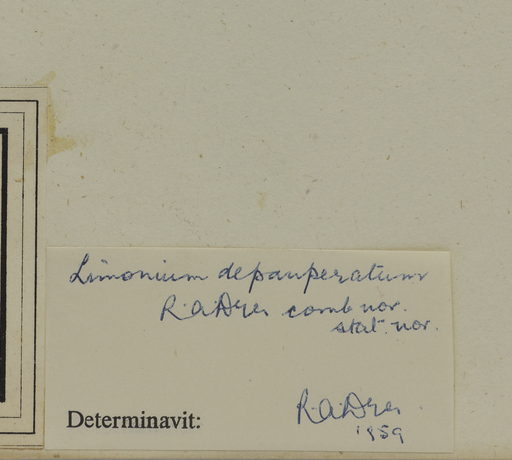 Limonium depauperatum
R.A.Dyer comb nov.
stat. nov.
R.A.Dyer
1959
Determinavit: